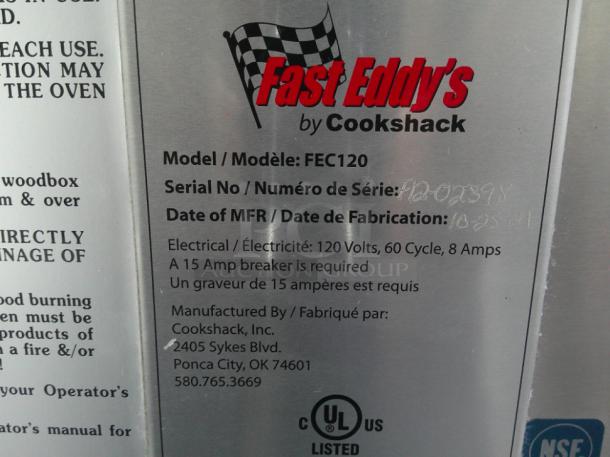 D.
EACH USE.
TION MAY
THE OVEN
woodbox
m & over
DIRECTLY
NAGE OF
ood burning
en must be
products of
a fire &/or
your Operator's
ator's manual for
Fast Eddy's
by Cookshack
Model / Modèle: FEC120
Serial No / Numéro de Série:
Date of MFR / Date de Fabrication:
Electrical / Électricité: 120 Volts, 60 Cycle, 8 Amps
A 15 Amp breaker is required
Un graveur de 15 ampères est requis
Manufactured By / Fabriqué par:
Cookshack, Inc.
2405 Sykes Blvd.
Ponca City, OK 74601
580.765.3669
C UL US
LISTED
NSF
AUCTION GROUP